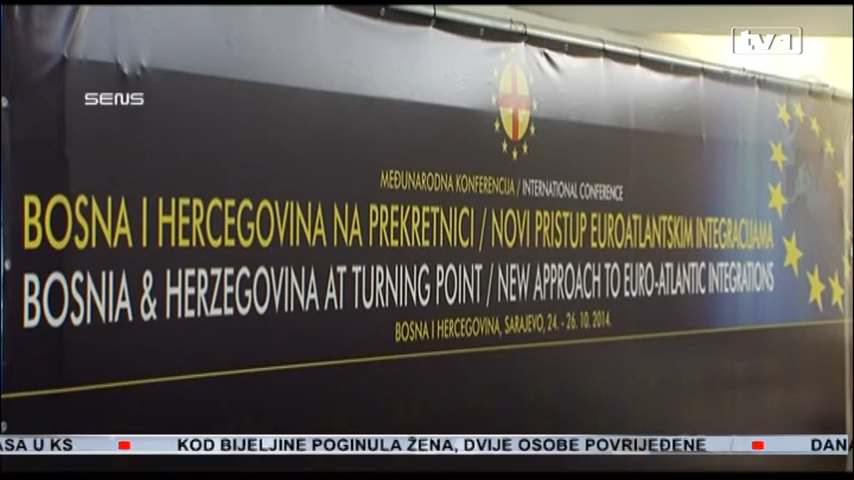 tv1
SENS
MEĐUNARODNA KONFERENCIJA / INTERNATIONAL CONFERENCE
BOSNA I HERCEGOVINA NA PREKRETNICI / NOVI PRISTUP EUROATLANTSKIM INTEGRACIJAMA
BOSNIA & HERZEGOVINA AT TURNING POINT / NEW APPROACH TO EURO-ATLANTIC INTEGRATIONS
BOSNA I HERCEGOVINA, SARAJEVO, 24. - 26. 10. 2014.
ASA U KS KOD BIJELJINE POGINULA ŽENA, DVIJE OSOBE POVRIJEĐENE DANA